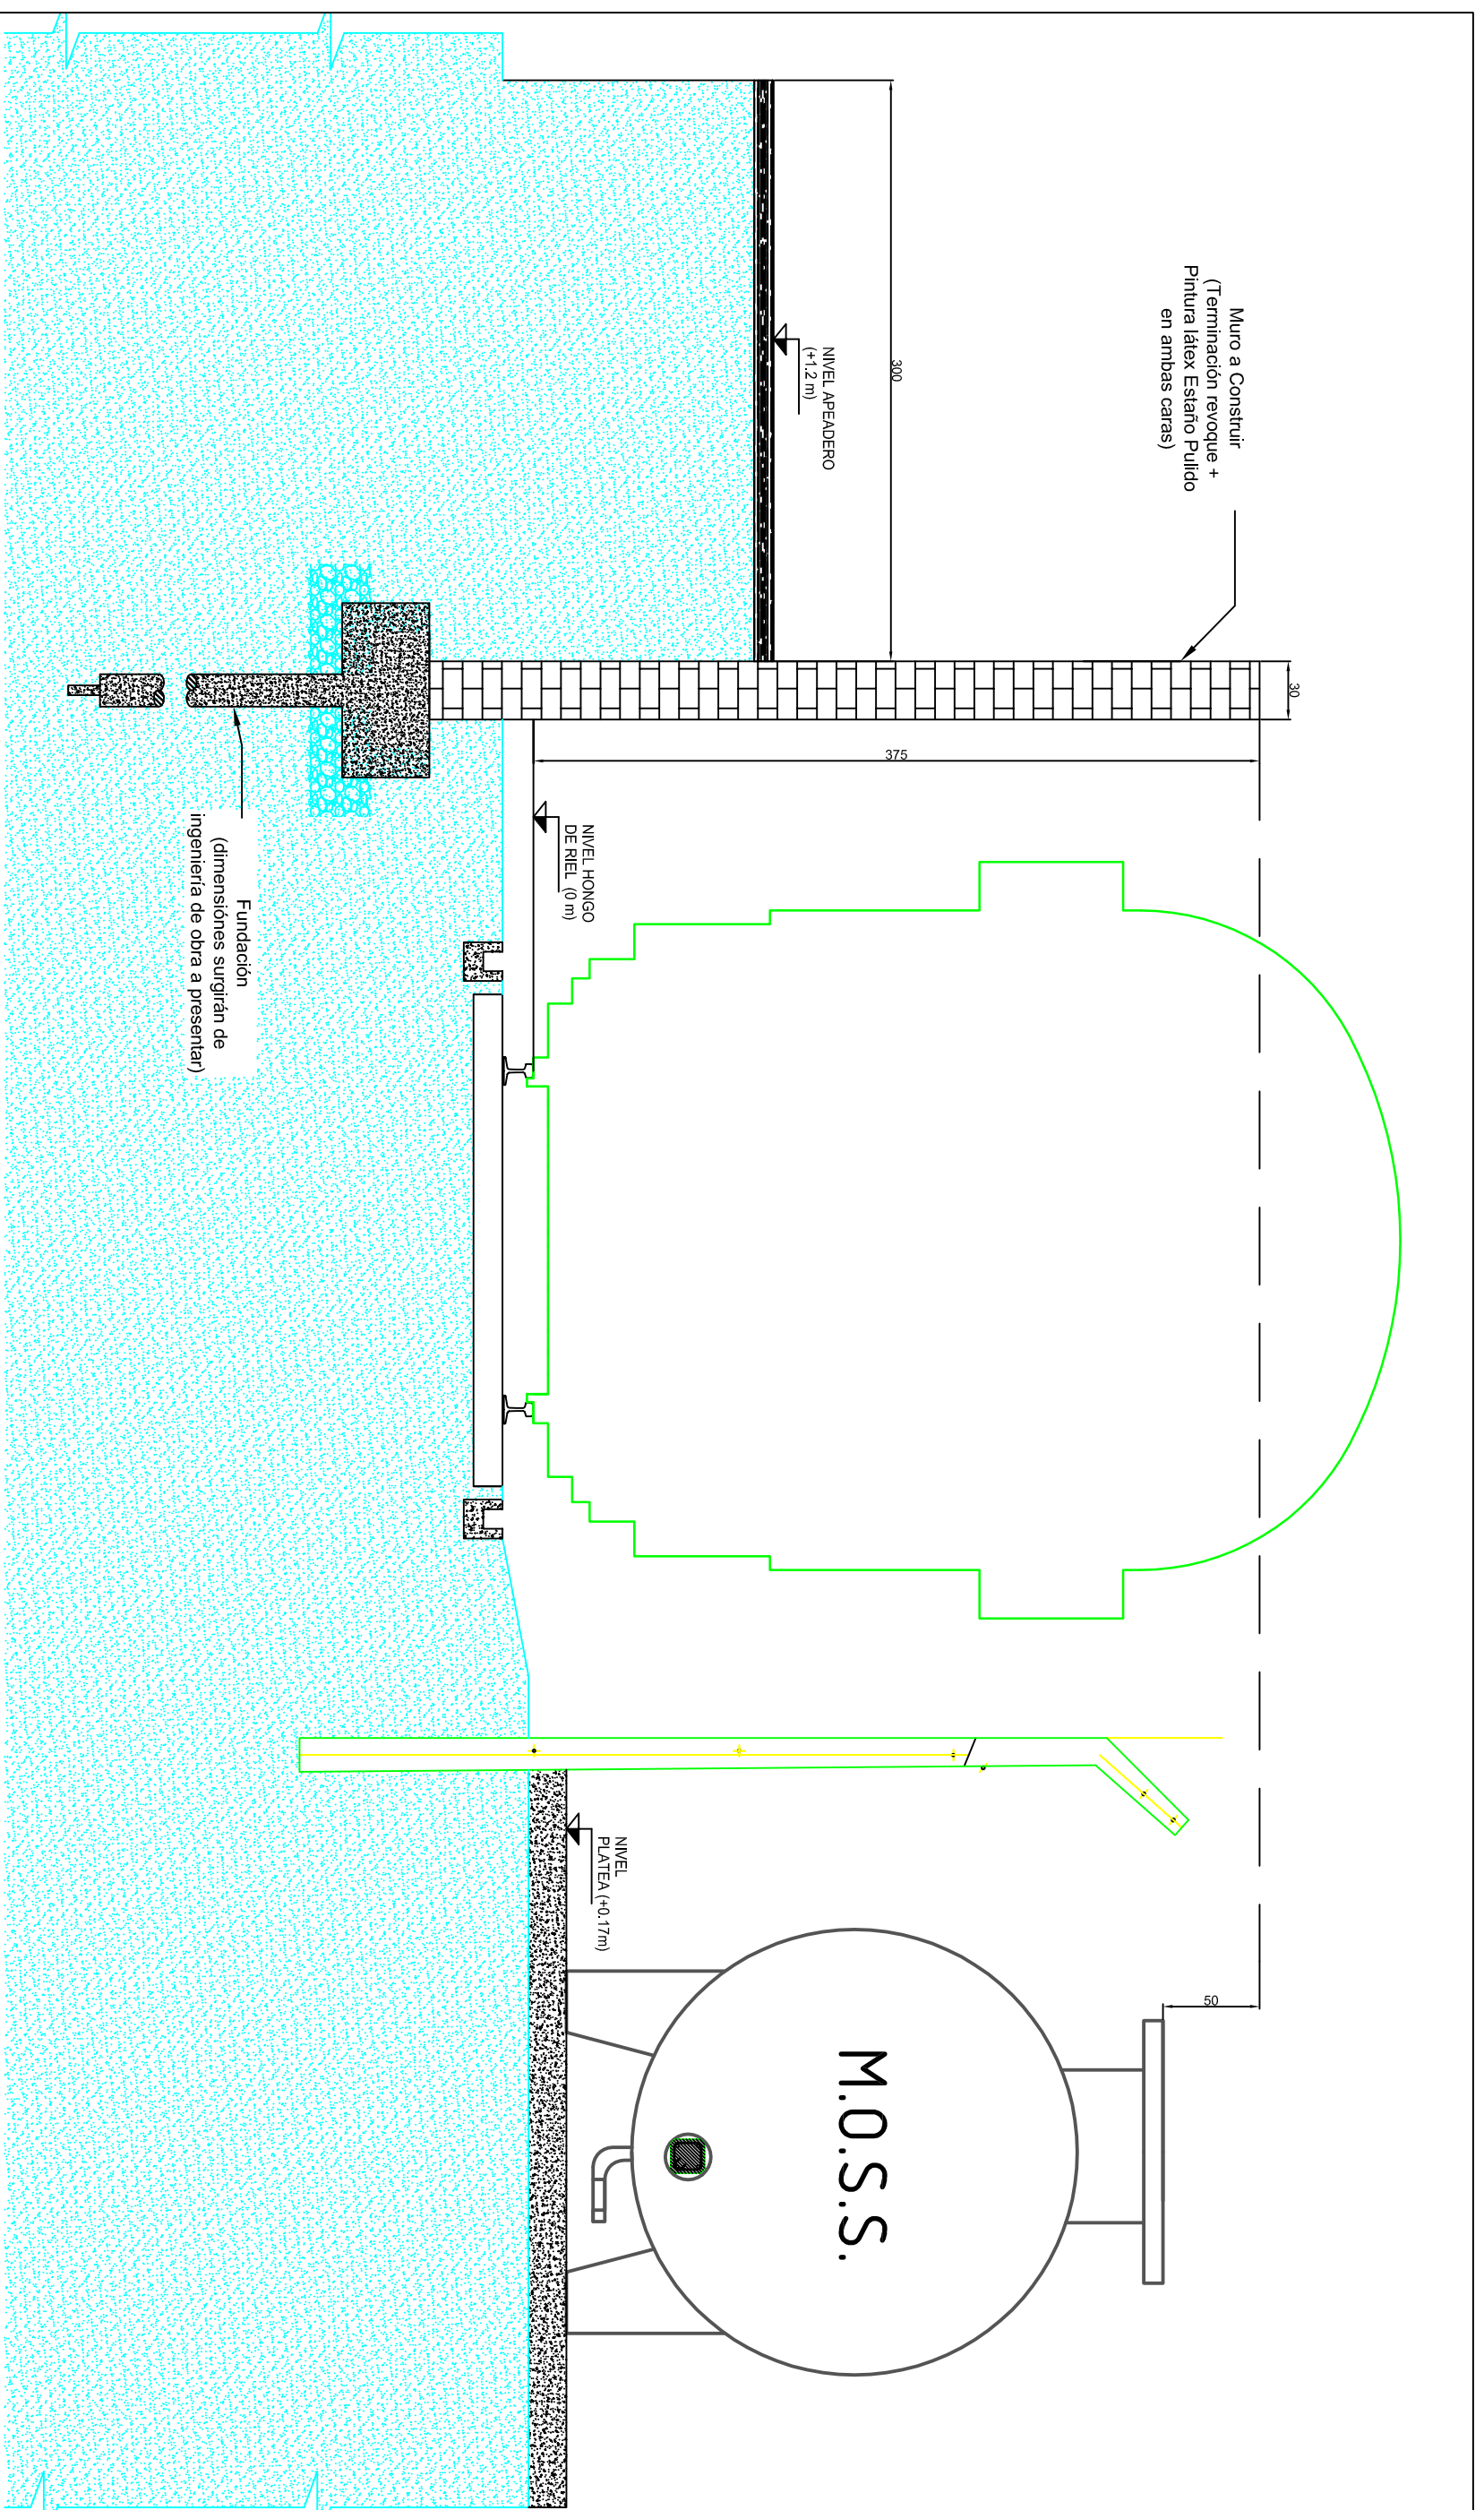 Muro a Construir
(Terminación revoque +
Pintura látex Estaño Pulido
en ambas caras)
30
300
375
NIVEL APEADERO
(+1.2 m)
NIVEL HONGO
DE RIEL (0 m)
Fundación
(dimensiónes surgirán de
ingeniería de obra a presentar)
NIVEL
PLATEA (+0.17m)
50
M.O.S.S.